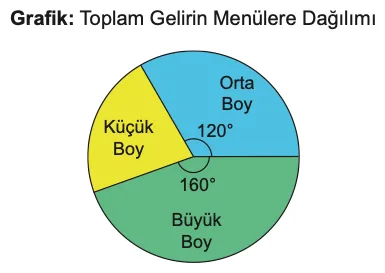 Grafik: Toplam Gelirin Menülere Dağılımı
Orta
Boy
Küçük
Boy
120°
160°
Büyük
Boy